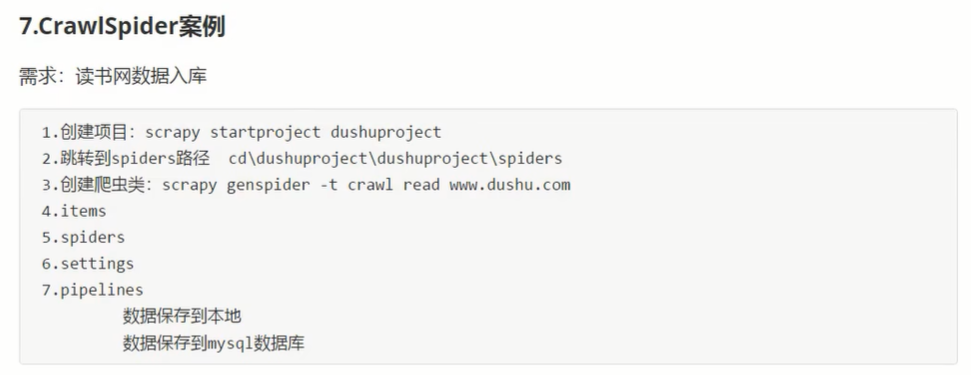 7.CrawlSpider案例
需求：读书网数据入库
1.创建项目：scrapy startproject dushuproject
2.跳转到spiders路径  cd\dushuproject\dushuproject\spiders
3.创建爬虫类：scrapy genspider -t crawl read www.dushu.com
4.items
5.spiders
6.settings
7.pipelines
数据保存到本地
数据保存到mysql数据库